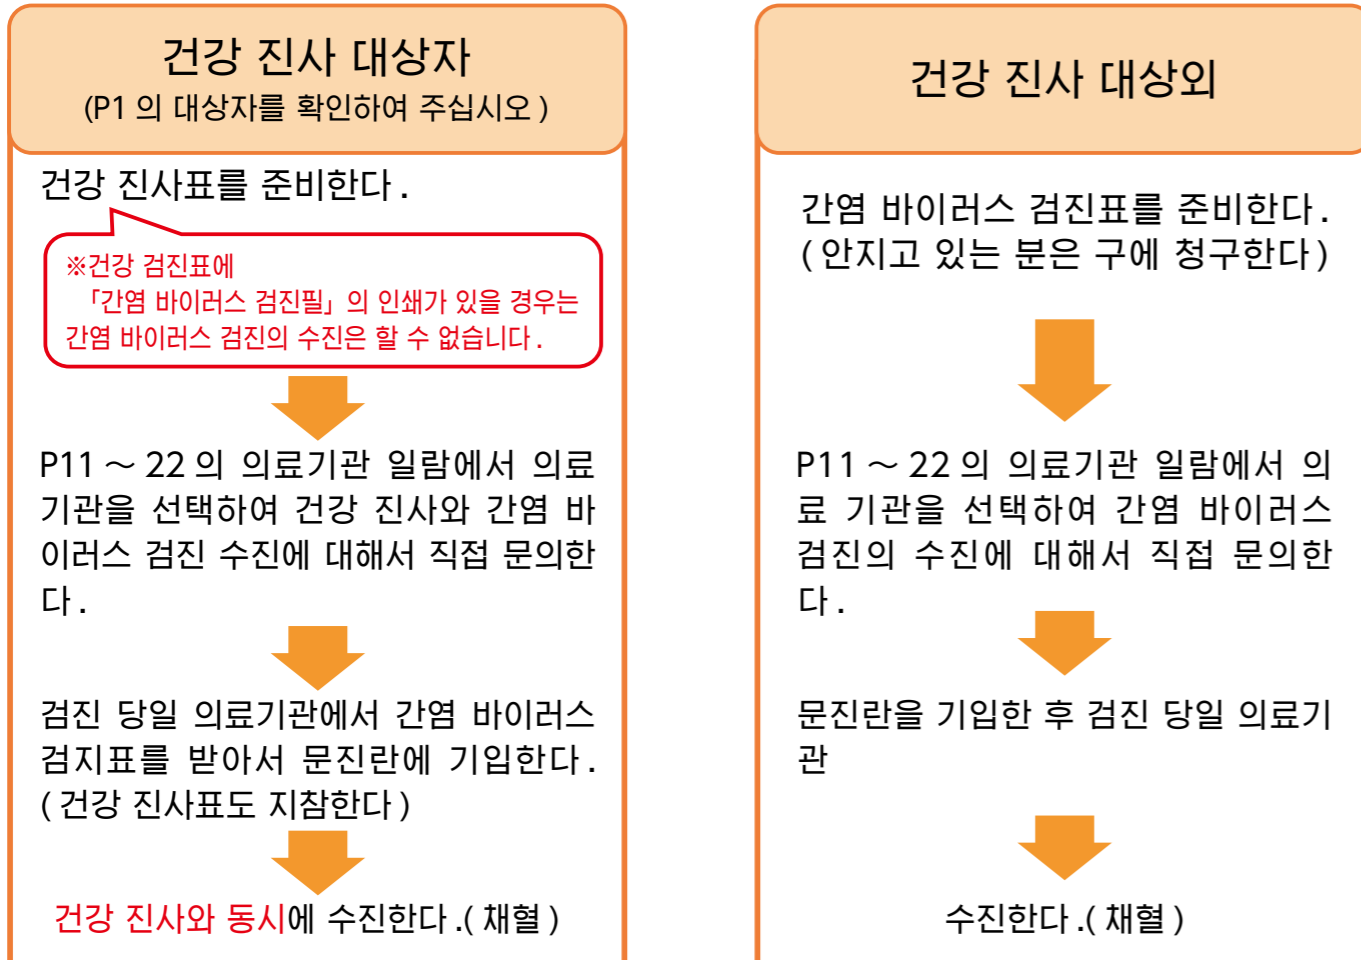 건강 진사 대상자
(P1 의 대상자를 확인하여 주십시오 )
건강 진사표를 준비한다 .
※건강 검진표에
「간염 바이러스 검진필」의 인쇄가 있을 경우는
간염 바이러스 검진의 수진은 할 수 없습니다 .
P11 ～ 22 의 의료기관 일람에서 의료
기관을 선택하여 건강 진사와 간염 바
이러스 검진 수진에 대해서 직접 문의한
다 .
검진 당일 의료기관에서 간염 바이러스
검지표를 받아서 문진란에 기입한다 .
( 건강 진사표도 지참한다 )
건강 진사와 동시에 수진한다 .( 채혈 )
건강 진사 대상외
간염 바이러스 검진표를 준비한다 .
( 안지고 있는 분은 구에 청구한다 )
P11 ～ 22 의 의료기관 일람에서 의
료 기관을 선택하여 간염 바이러스
검진의 수진에 대해서 직접 문의한
다 .
문진란을 기입한 후 검진 당일 의료기
관
수진한다 .( 채혈 )